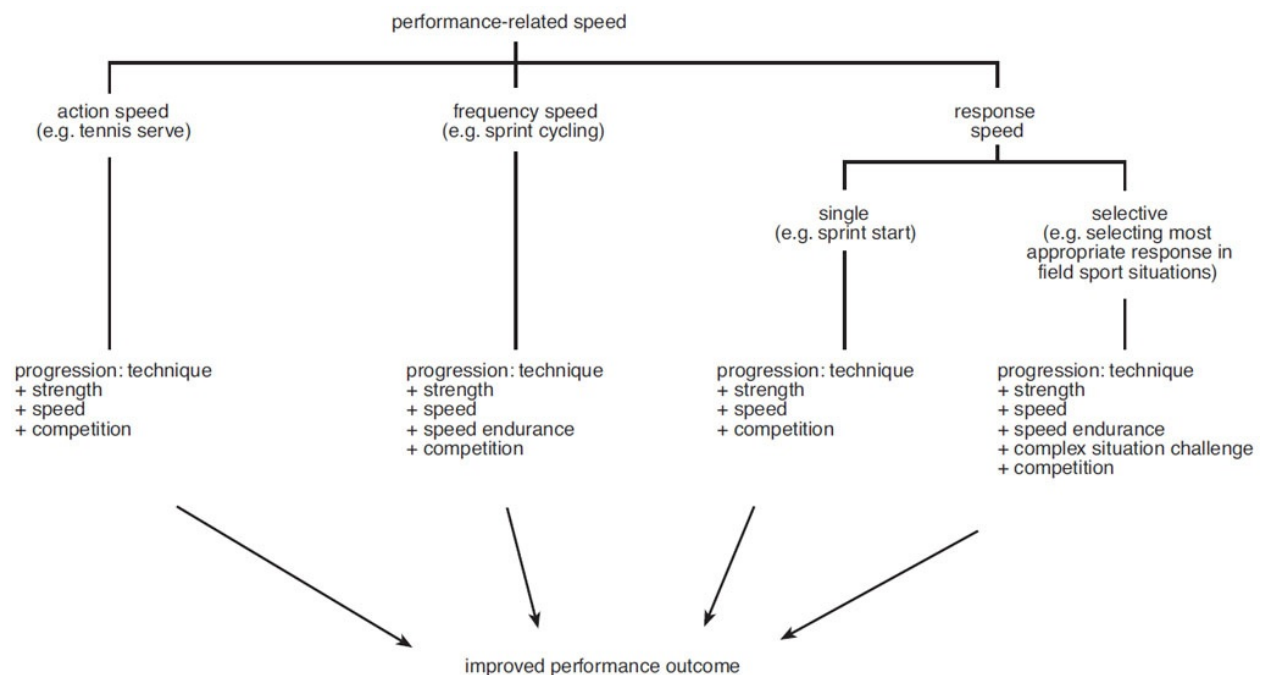 performance-related speed
action speed
(e.g. tennis serve)
frequency speed
(e.g. sprint cycling)
response
speed
single
(e.g. sprint start)
selective
(e.g. selecting most
appropriate response in
field sport situations)
progression: technique
+ strength
+ speed
+ competition
progression: technique
+ strength
+ speed
+ speed endurance
+ competition
progression: technique
+ strength
+ speed
+ competition
progression: technique
+ strength
+ speed
+ speed endurance
+ complex situation challenge
+ competition
improved performance outcome